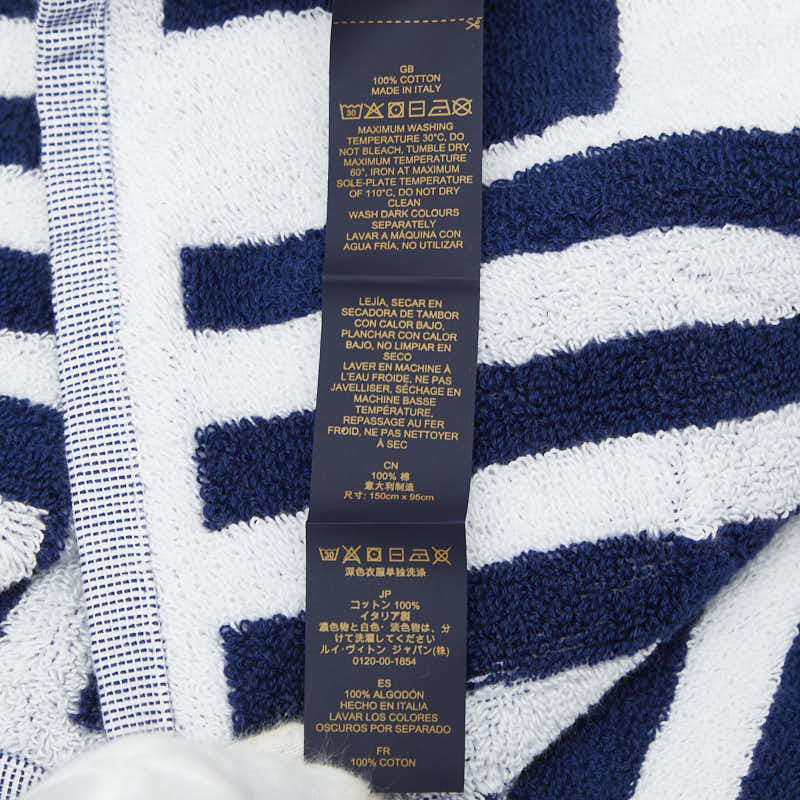 GB
100% COTTON
MADE IN ITALY
30
MAXIMUM WASHING
TEMPERATURE 30°C, DO
NOT BLEACH, TUMBLE DRY,
MAXIMUM TEMPERATURE
60°, IRON AT MAXIMUM
SOLE-PLATE TEMPERATURE
OF 110°C, DO NOT DRY
CLEAN
WASH DARK COLOURS
SEPARATELY
LAVAR A MÁQUINA CON
AGUA FRÍA, NO UTILIZAR
LEJÍA, SECAR EN
SECADORA DE TAMBOR
CON CALOR BAJO,
PLANCHAR CON CALOR
BAJO, NO LIMPIAR EN
SECO
LAVER EN MACHINE À
L'EAU FROIDE, NE PAS
JAVELLISER, SÉCHAGE EN
MACHINE BASSE
TEMPÉRATURE,
REPASSAGE AU FER
FROID, NE PAS NETTOYER
À SEC
CN
100% 棉
意大利制造
尺寸: 150cm x 95cm
30
深色衣服单独洗涤
JP
コットン 100%
イタリア製
濃色物と白色・淡色物は、分
けて洗濯してください
ルイ·ヴィトン ジャパン(株)
0120-00-1854
ES
100% ALGODÓN
HECHO EN ITALIA
LAVAR LOS COLORES
OSCUROS POR SEPARADO
FR
100% COTON